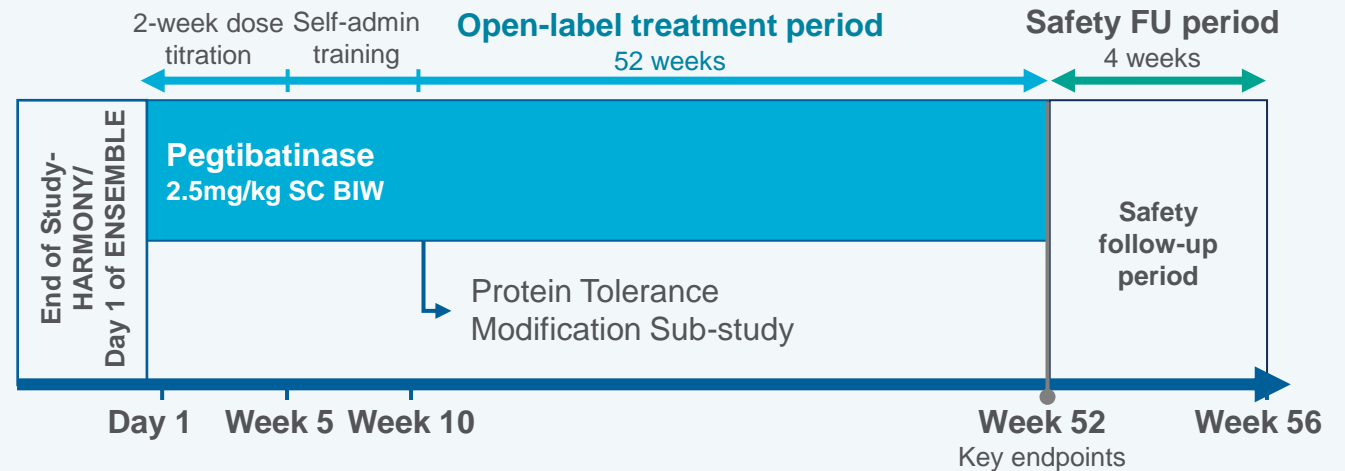 2-week dose
titration
Self-admin
training
Open-label treatment period
52 weeks
Safety FU period
4 weeks
End of Study-
HARMONY/
Day 1 of ENSEMBLE
Pegtibatinase
2.5mg/kg SC BIW
Protein Tolerance
Modification Sub-study
Safety
follow-up
period
Day 1
Week 5
Week 10
Week 52
Key endpoints
Week 56